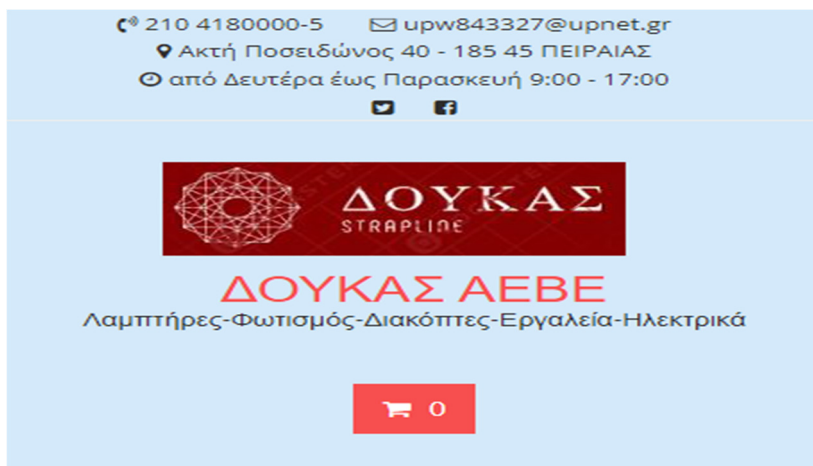 210 4180000-5 upw843327@upnet.gr
Ακτή Ποσειδώνος 40 - 185 45 ΠΕΙΡΑΙΑΣ
από Δευτέρα έως Παρασκευή 9:00 - 17:00
ΔΟΥΚΑΣ
STRAPLINE
ΔΟΥΚΑΣ ΑΕΒΕ
Λαμπτήρες-Φωτισμός-Διακόπτες-Εργαλεία-Ηλεκτρικά
0